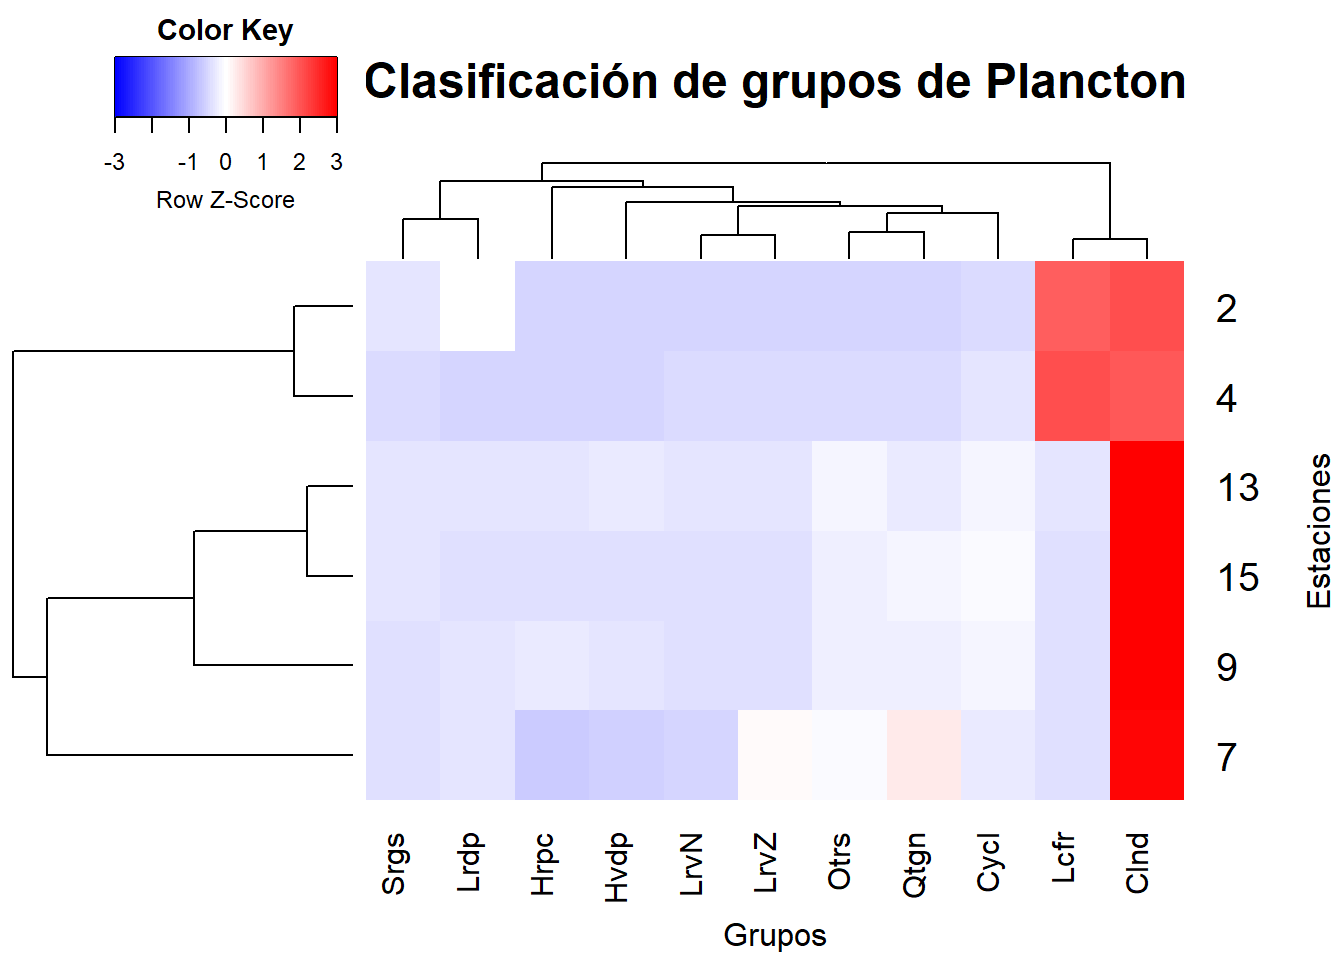 Color Key
-3 -1 0 1 2 3
Row Z-Score
Clasificación de grupos de Plancton
2
4
13
15
9
7
Estaciones
Srgs Lrdp Hrpc Hvdp LrvN LrvZ Otrs Qtgn Cycl Lcfr Clnd
Grupos